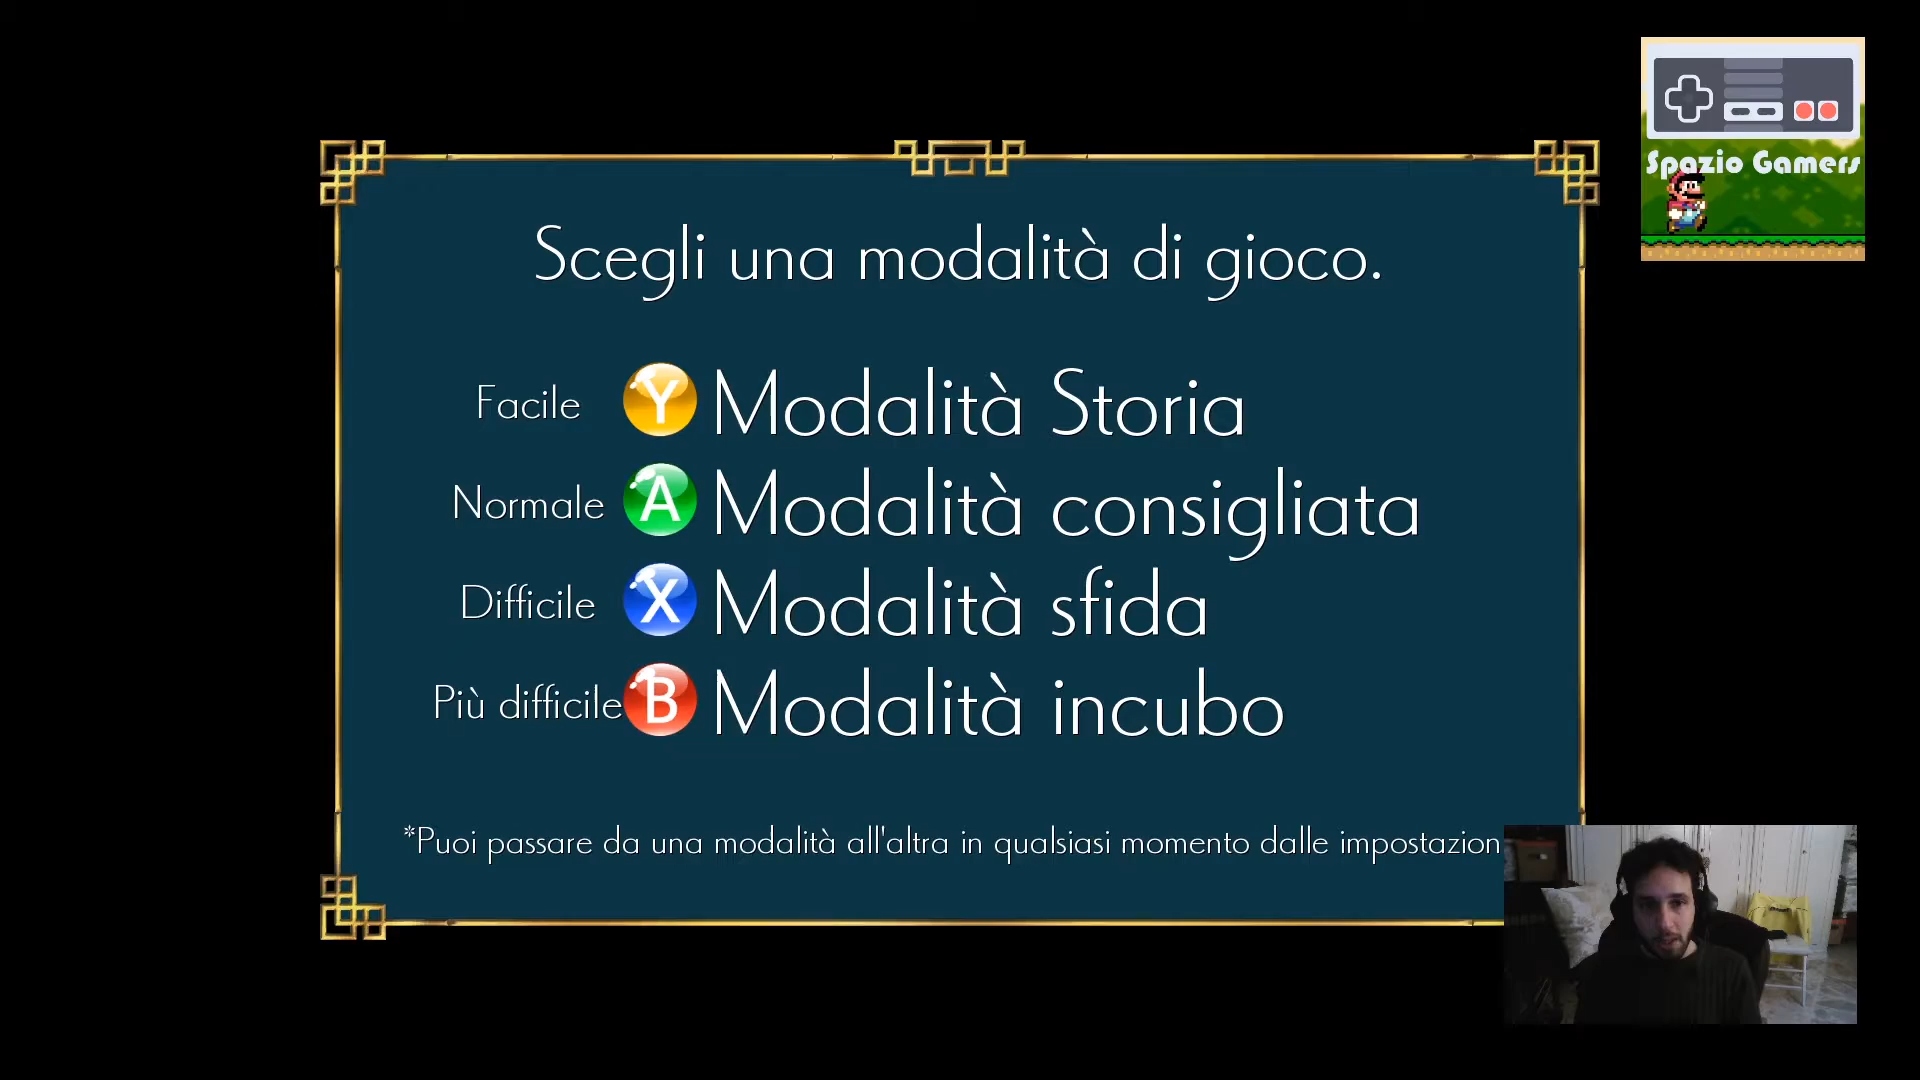 Spazio Gamers
Scegli una modalità di gioco.
Facile Y Modalità Storia
Normale A Modalità consigliata
Difficile X Modalità sfida
Più difficile B Modalità incubo
*Puoi passare da una modalità all'altra in qualsiasi momento dalle impostazion